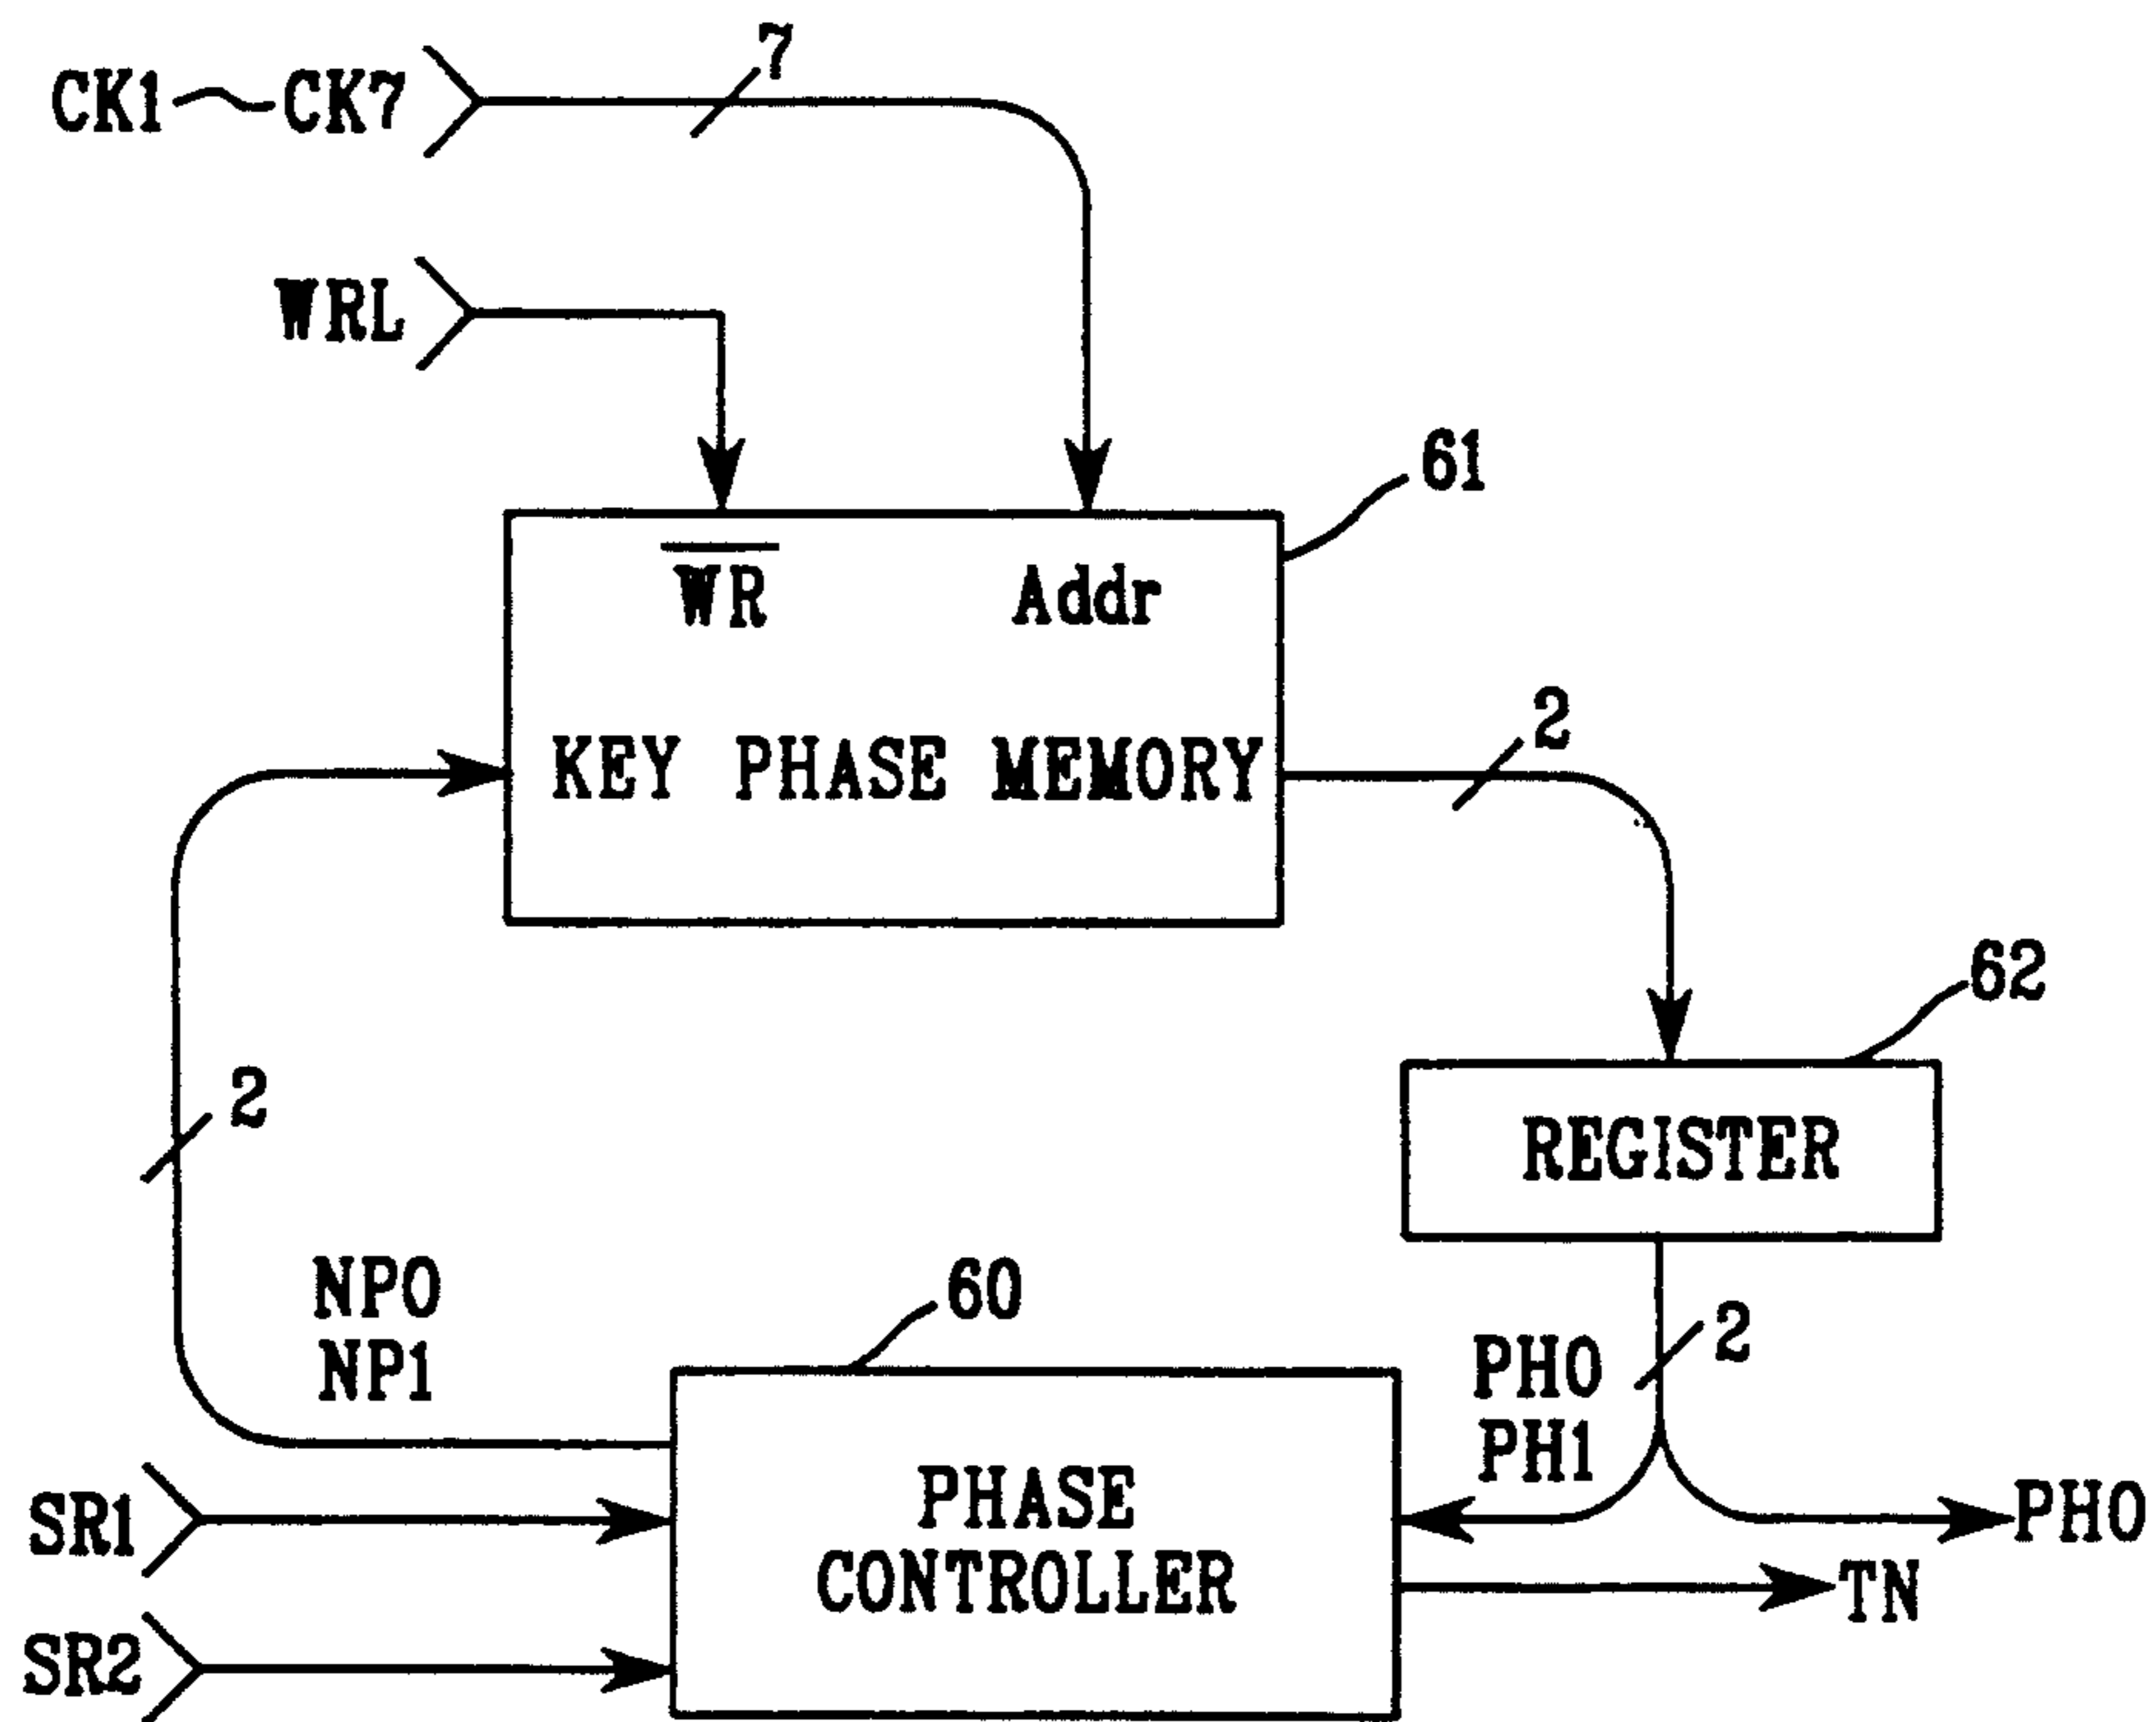 CK1~CK7
7
WRL
61
WR Addr
KEY PHASE MEMORY
2
62
REGISTER
2
NP0
NP1
60
2
PH0
PH1
PHASE
CONTROLLER
SR1
SR2
PH0
TN